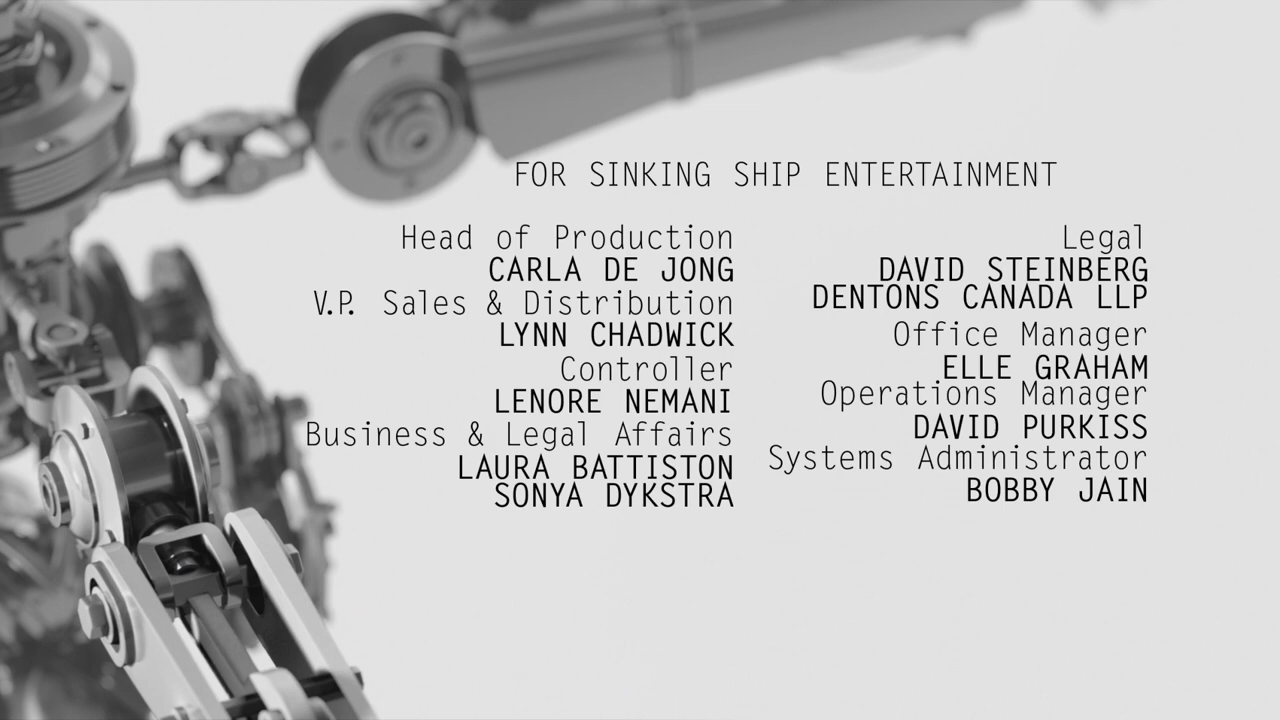 FOR SINKING SHIP ENTERTAINMENT
Head of Production
CARLA DE JONG
V.P. Sales & Distribution
LYNN CHADWICK
Controller
LENORE NEMANI
Business & Legal Affairs
LAURA BATTISTON
SONYA DYKSTRA
Legal
DAVID STEINBERG
DENTONS CANADA LLP
Office Manager
ELLE GRAHAM
Operations Manager
DAVID PURKISS
Systems Administrator
BOBBY JAIN